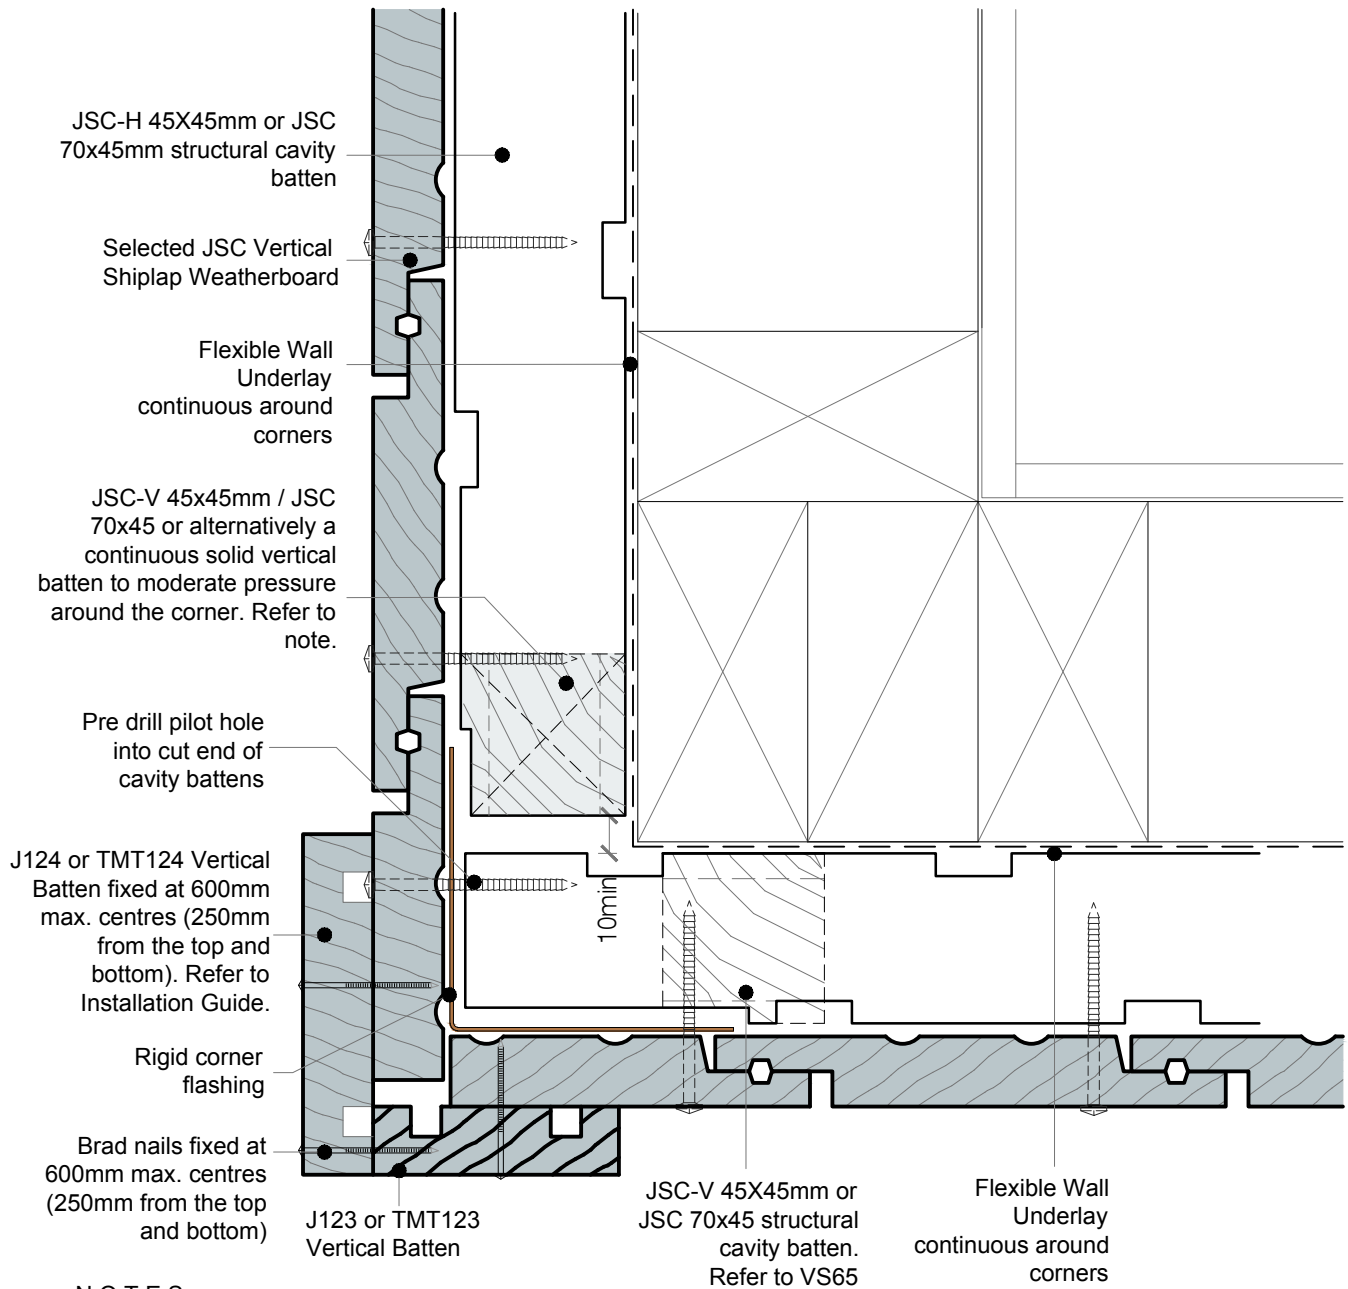 JSC-H 45X45mm or JSC
70x45mm structural cavity
batten
Selected JSC Vertical
Shiplap Weatherboard
Flexible Wall
Underlay
continuous around
corners
JSC-V 45x45mm / JSC
70x45 or alternatively a
continuous solid vertical
batten to moderate pressure
around the corner. Refer to
note.
Pre drill pilot hole
into cut end of
cavity battens
J124 or TMT124 Vertical
Batten fixed at 600mm
max. centres (250mm
from the top and
bottom). Refer to
Installation Guide.
10min
Rigid corner
flashing
Brad nails fixed at
600mm max. centres
(250mm from the top
and bottom)
J123 or TMT123
Vertical Batten
JSC-V 45X45mm or
JSC 70x45 structural
cavity batten.
Refer to VS65
Flexible Wall
Underlay
continuous around
corners
NOTES